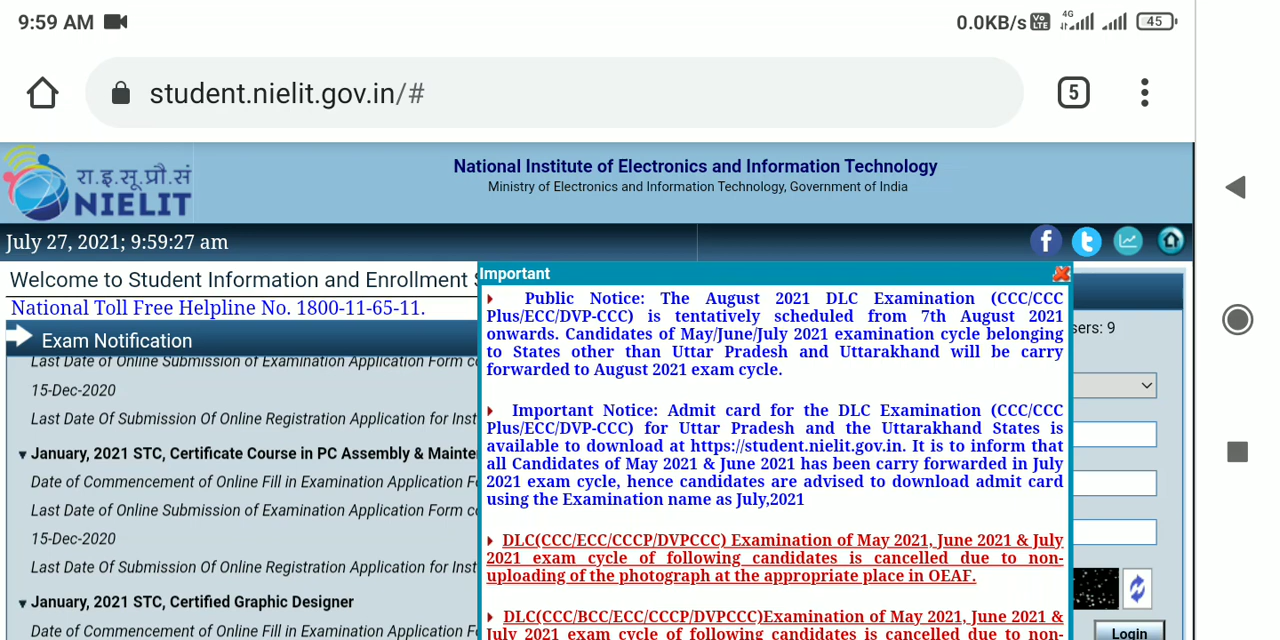 9:59 AM
0.0KB/s Vo LTE 4G 45
student.nielit.gov.in/#
5
रा.इ.सू.प्रौ.सं
NIELIT
National Institute of Electronics and Information Technology
Ministry of Electronics and Information Technology, Government of India
July 27, 2021; 9:59:27 am
Welcome to Student Information and Enrollment
National Toll Free Helpline No. 1800-11-65-11.
Exam Notification
Last Date of Online Submission of Examination Application Form
15-Dec-2020
Last Date Of Submission Of Online Registration Application for Inst
January, 2021 STC, Certificate Course in PC Assembly & Mainte
Date of Commencement of Online Fill in Examination Application F
Last Date of Online Submission of Examination Application Form
15-Dec-2020
Last Date Of Submission Of Online Registration Application for Inst
January, 2021 STC, Certified Graphic Designer
Date of Commencement of Online Fill in Examination Application F
Important
Public Notice: The August 2021 DLC Examination (CCC/CCC
Plus/ECC/DVP-CCC) is tentatively scheduled from 7th August 2021
onwards. Candidates of May/June/July 2021 examination cycle belonging
to States other than Uttar Pradesh and Uttarakhand will be carry
forwarded to August 2021 exam cycle.
Important Notice: Admit card for the DLC Examination (CCC/CCC
Plus/ECC/DVP-CCC) for Uttar Pradesh and the Uttarakhand States is
available to download at https://student.nielit.gov.in. It is to inform that
all Candidates of May 2021 & June 2021 has been carry forwarded in July
2021 exam cycle, hence candidates are advised to download admit card
using the Examination name as July,2021
DLC(CCC/ECC/CCCP/DVPCCC) Examination of May 2021, June 2021 & July
2021 exam cycle of following candidates is cancelled due to non-
uploading of the photograph at the appropriate place in OEAF.
DLC(CCC/BCC/ECC/CCCP/DVPCCC)Examination of May 2021, June 2021 &
July 2021 exam cycle of following candidates is cancelled due to non-
sers: 9
Login